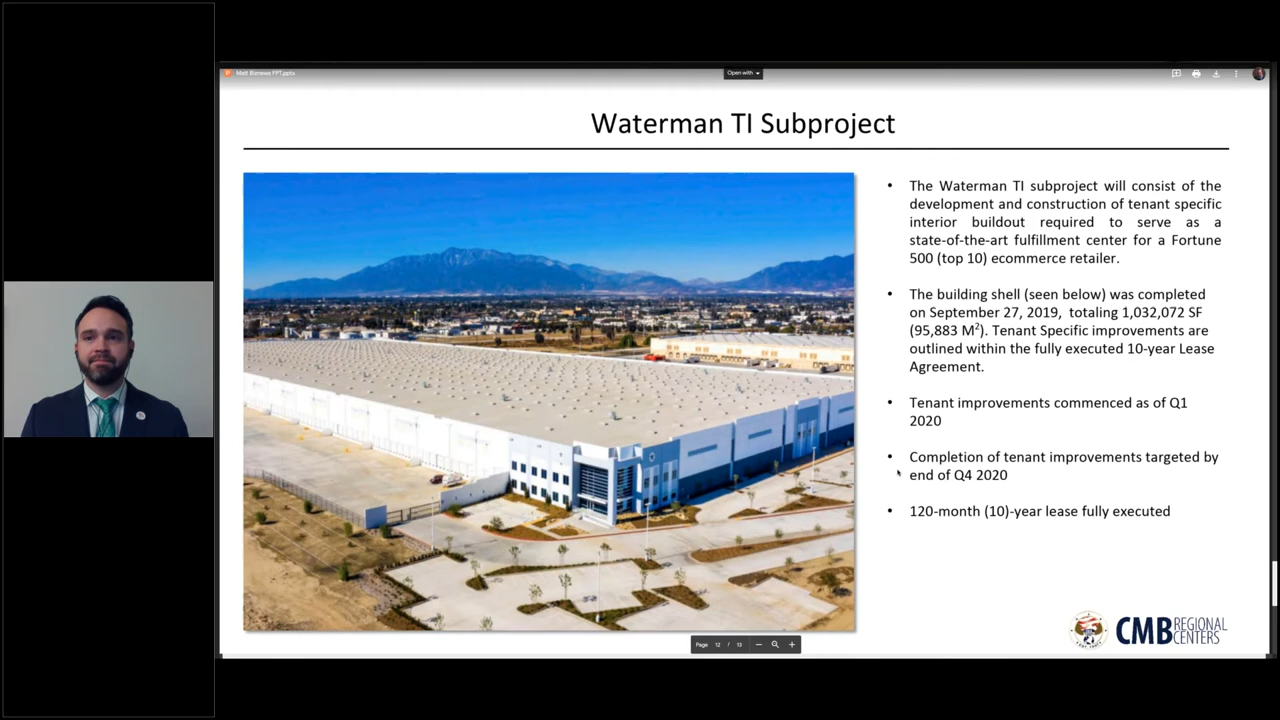 Matt Biznews FPT.pptx
Open with
Waterman TI Subproject
• The Waterman TI subproject will consist of the
development and construction of tenant specific
interior buildout required to serve as a
state-of-the-art fulfillment center for a Fortune
500 (top 10) ecommerce retailer.
• The building shell (seen below) was completed
on September 27, 2019, totaling 1,032,072 SF
(95,883 M²). Tenant Specific improvements are
outlined within the fully executed 10-year Lease
Agreement.
• Tenant improvements commenced as of Q1
2020
• Completion of tenant improvements targeted by
end of Q4 2020
• 120-month (10)-year lease fully executed
CMB REGIONAL
CENTERS
Page 12 / 13